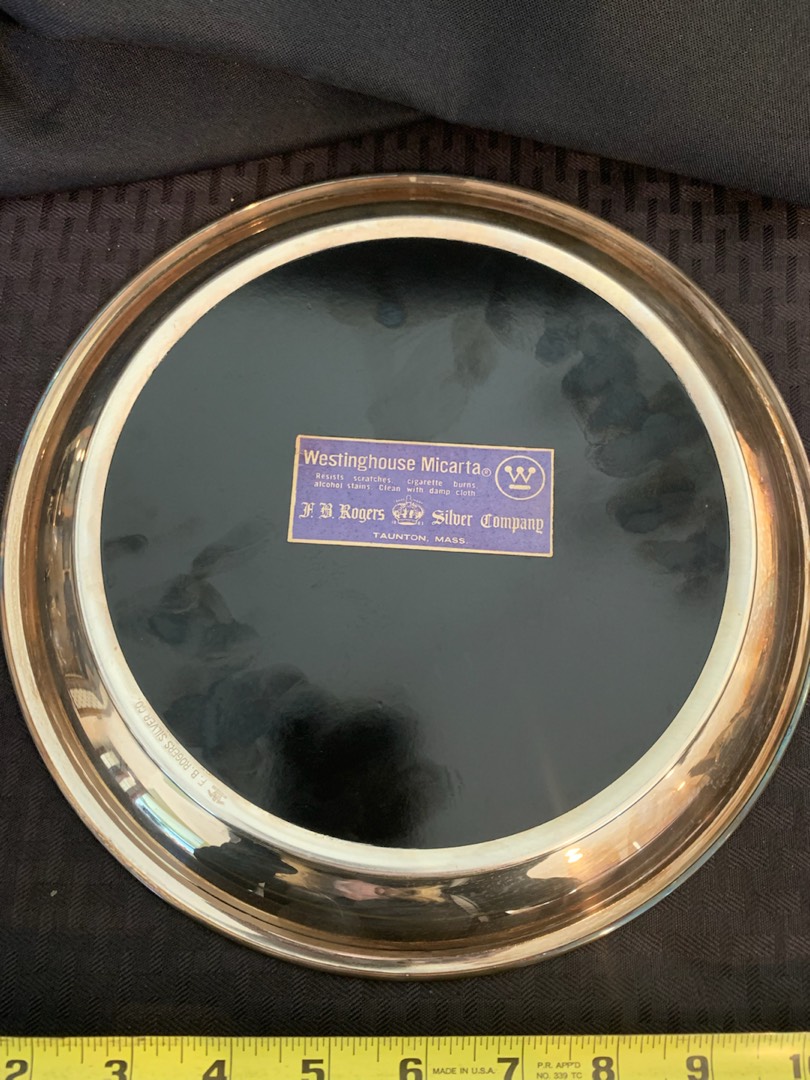 Westinghouse Micarta®
Resists scratches cigarette burns
alcohol stains. Clean with damp cloth
W
F. B. Rogers Silver Company
TAUNTON, MASS.
F. B. ROGERS SILVER CO.
2 3 4 5 6 MADE IN U.S.A. 7 P.R. APP'D 8 9 10
NO. 339 TC